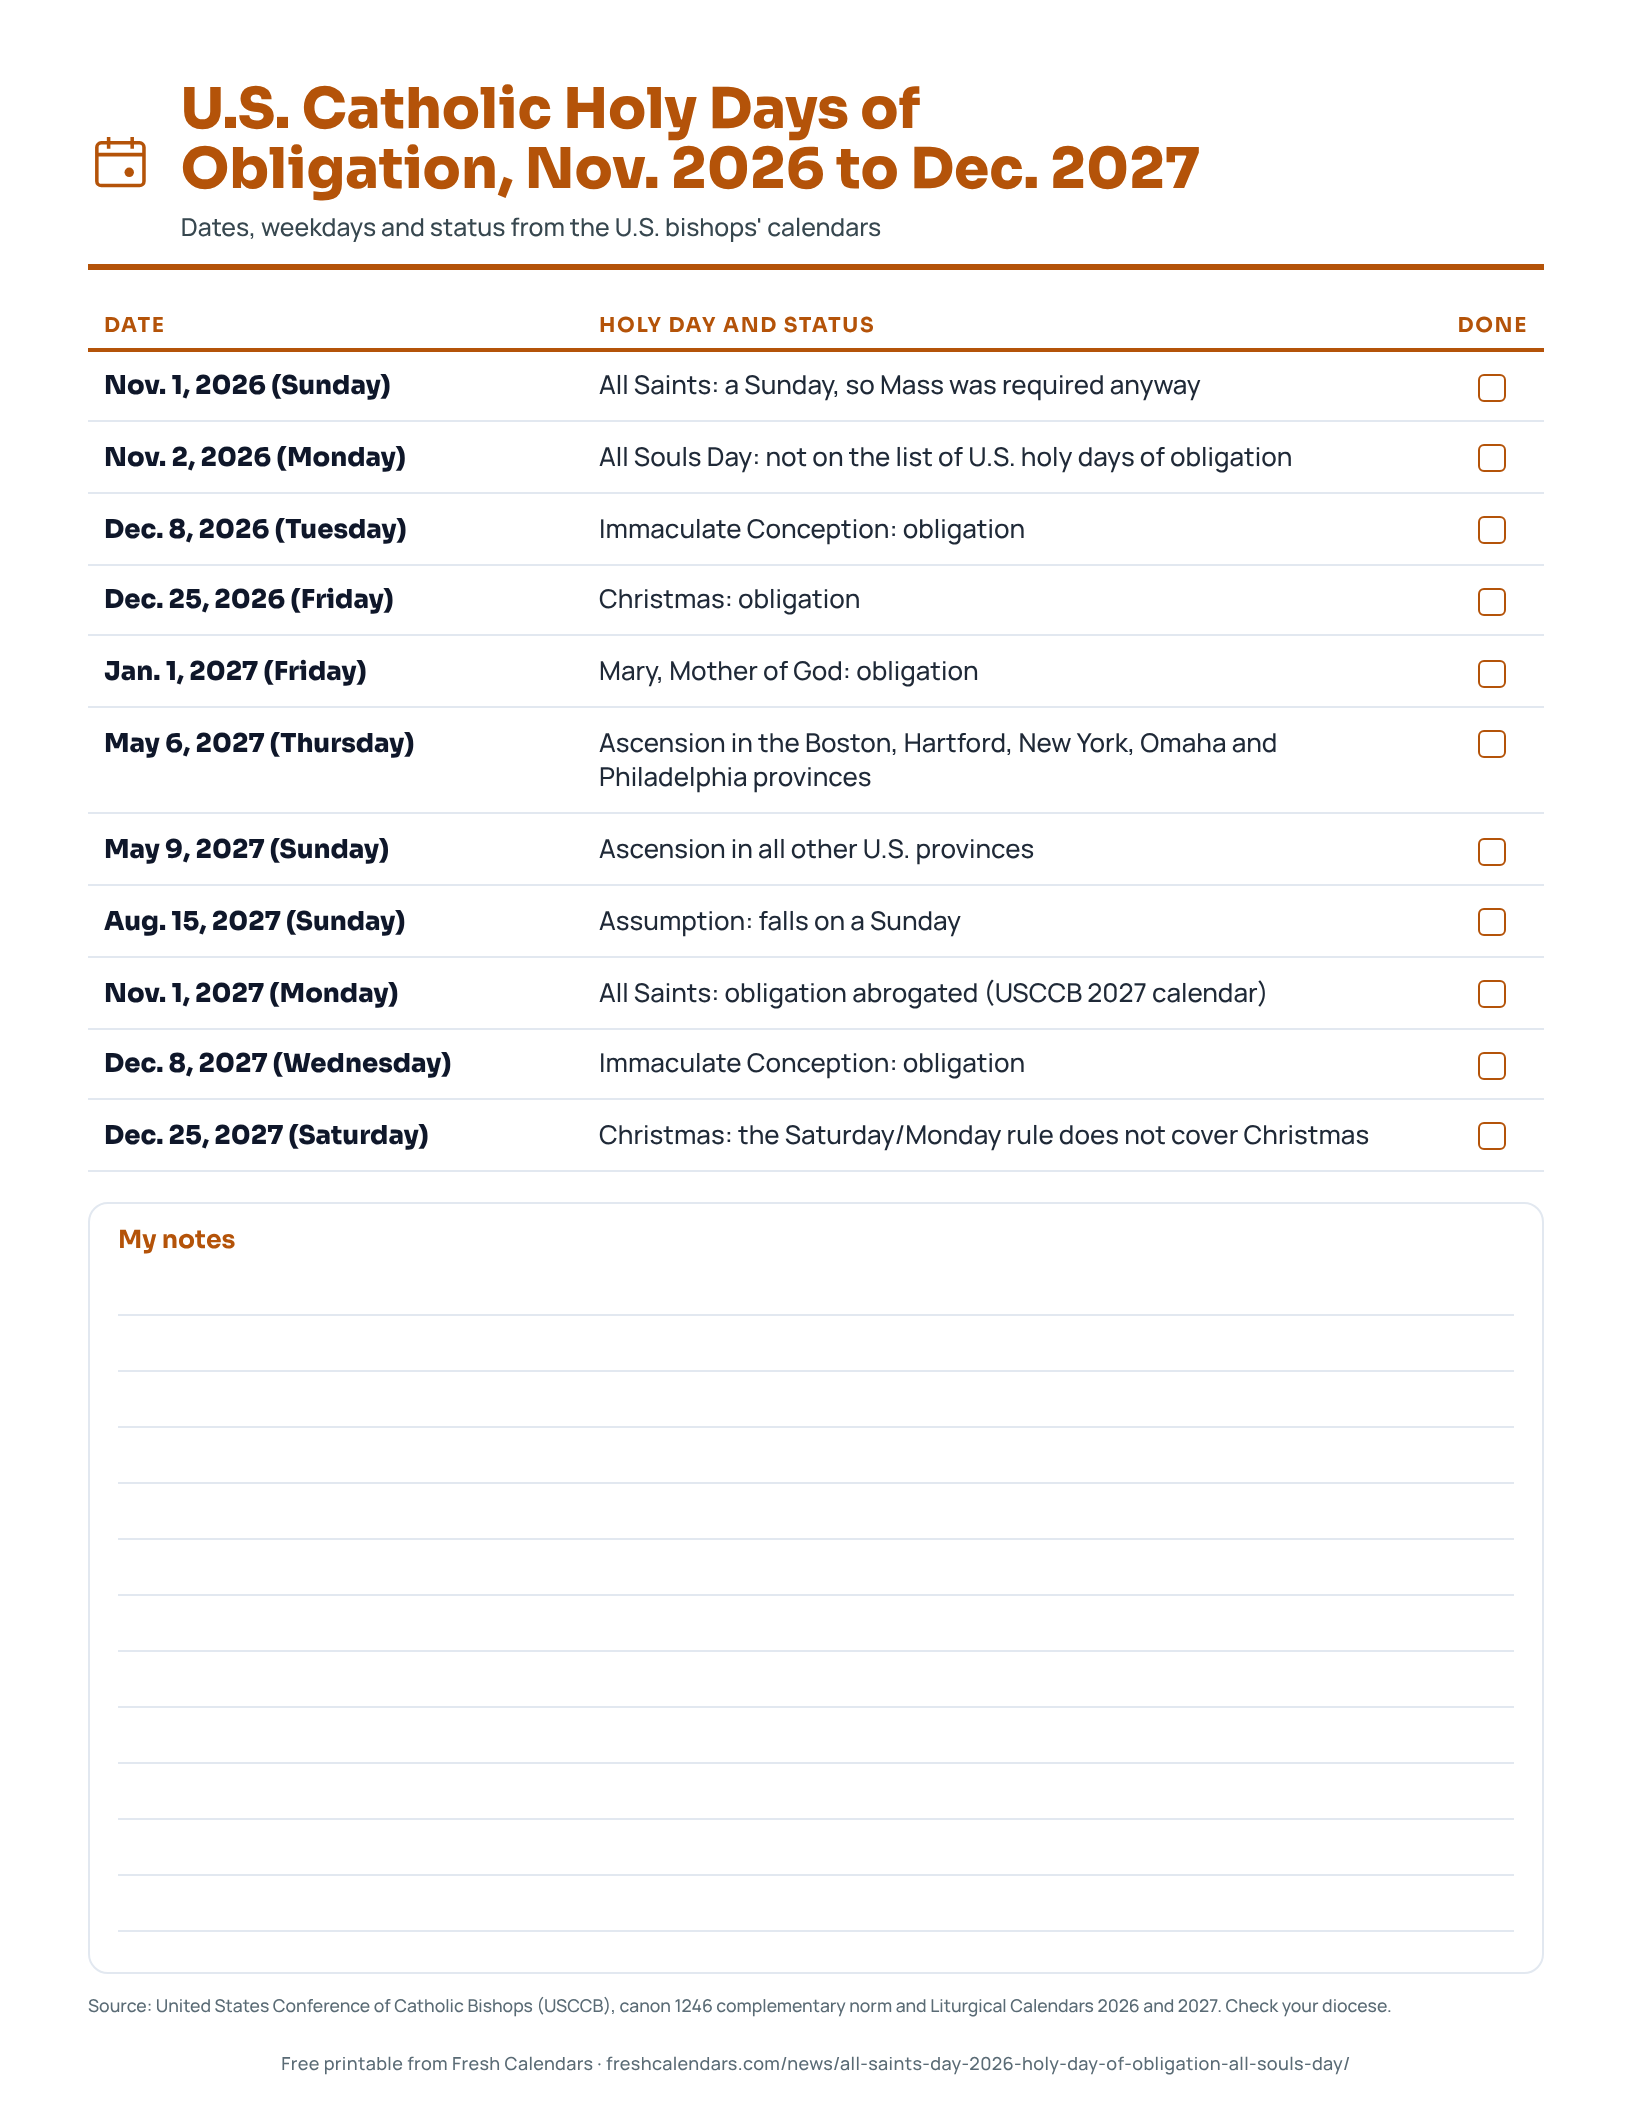 U.S. Catholic Holy Days of
Obligation, Nov. 2026 to Dec. 2027
Dates, weekdays and status from the U.S. bishops' calendars
DATE HOLY DAY AND STATUS DONE
Nov. 1, 2026 (Sunday) All Saints: a Sunday, so Mass was required anyway
Nov. 2, 2026 (Monday) All Souls Day: not on the list of U.S. holy days of obligation
Dec. 8, 2026 (Tuesday) Immaculate Conception: obligation
Dec. 25, 2026 (Friday) Christmas: obligation
Jan. 1, 2027 (Friday) Mary, Mother of God: obligation
May 6, 2027 (Thursday) Ascension in the Boston, Hartford, New York, Omaha and
Philadelphia provinces
May 9, 2027 (Sunday) Ascension in all other U.S. provinces
Aug. 15, 2027 (Sunday) Assumption: falls on a Sunday
Nov. 1, 2027 (Monday) All Saints: obligation abrogated (USCCB 2027 calendar)
Dec. 8, 2027 (Wednesday) Immaculate Conception: obligation
Dec. 25, 2027 (Saturday) Christmas: the Saturday/Monday rule does not cover Christmas
My notes
Source: United States Conference of Catholic Bishops (USCCB), canon 1246 complementary norm and Liturgical Calendars 2026 and 2027. Check your diocese.
Free printable from Fresh Calendars · freshcalendars.com/news/all-saints-day-2026-holy-day-of-obligation-all-souls-day/